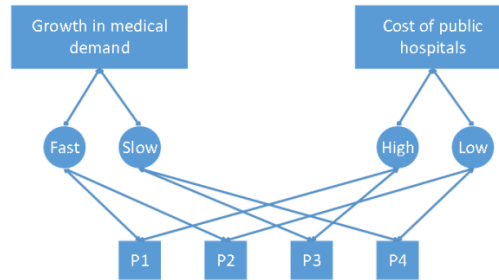 Growth in medical
demand
Cost of public
hospitals
Fast
Slow
High
Low
P1
P2
P3
P4